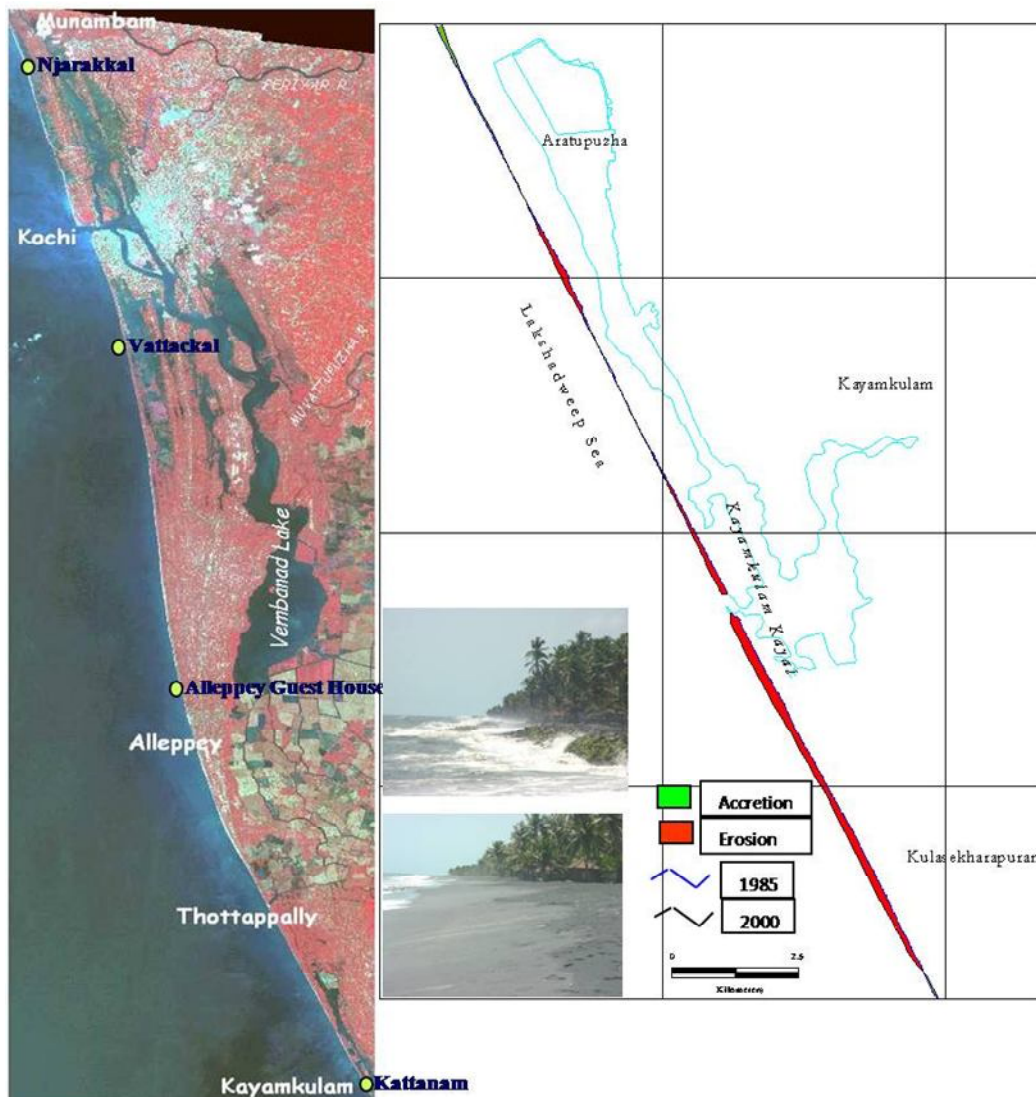 Munambam
Njarakkal
PERIYAR R.
Kochi
Vattackal
MUVATTUPUZHA R.
Vembanad Lake
Alleppey Guest House
Alleppey
Thottappally
Kayamkulam
Kattanam
Aratupuzha
Lakshadweep Sea
Kayamkulam
Kayamkulam Kayal
Accretion
Erosion
Kulasekharapuram
1985
2000
0 2.5
Kilometers